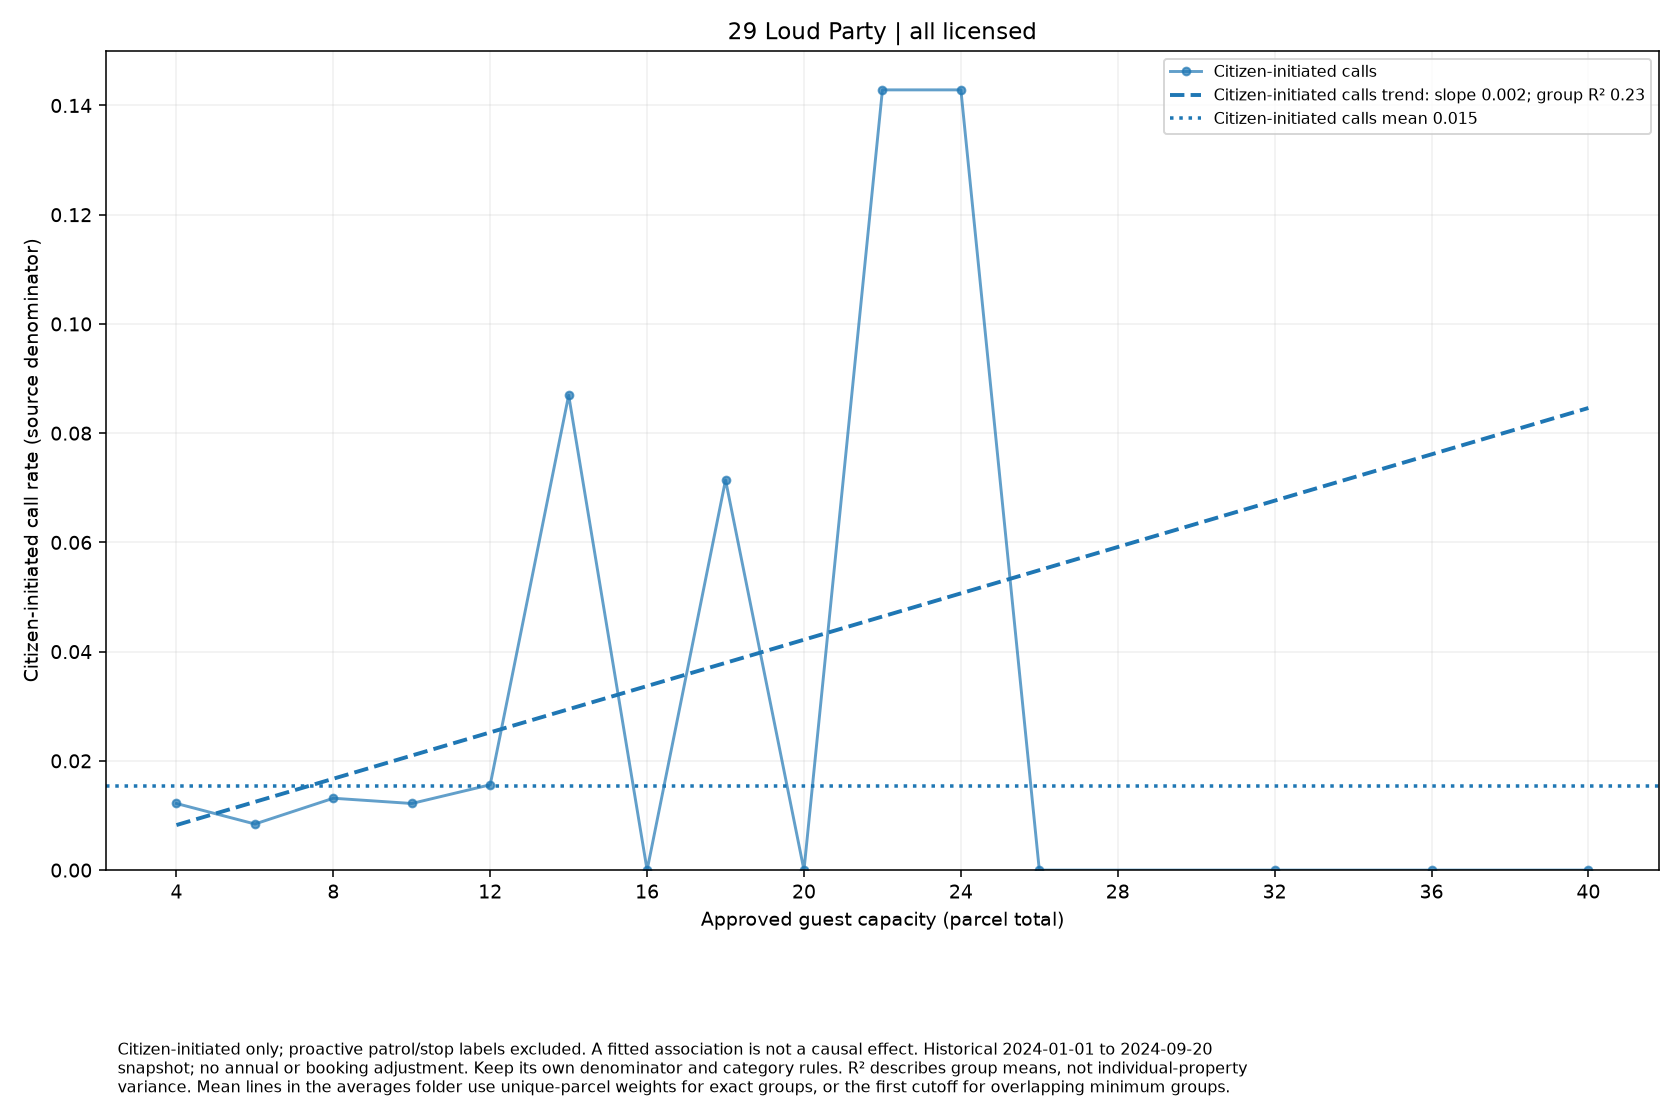 29 Loud Party | all licensed
Citizen-initiated calls
Citizen-initiated calls trend: slope 0.002; group R² 0.23
Citizen-initiated calls mean 0.015
Citizen-initiated call rate (source denominator)
0.14
0.12
0.10
0.08
0.06
0.04
0.02
0.00
4 8 12 16 20 24 28 32 36 40
Approved guest capacity (parcel total)
Citizen-initiated only; proactive patrol/stop labels excluded. A fitted association is not a causal effect. Historical 2024-01-01 to 2024-09-20
snapshot; no annual or booking adjustment. Keep its own denominator and category rules. R² describes group means, not individual-property
variance. Mean lines in the averages folder use unique-parcel weights for exact groups, or the first cutoff for overlapping minimum groups.